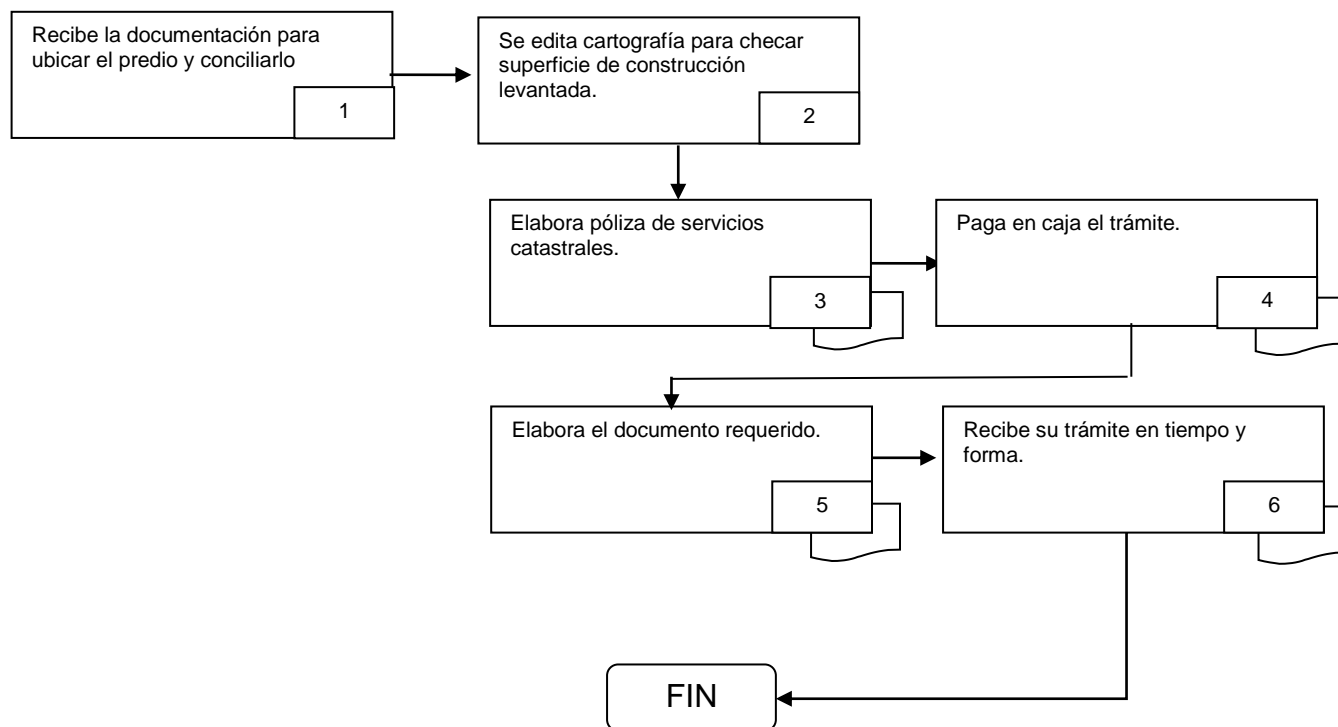 Recibe la documentación para
ubicar el predio y conciliarlo
1
Se edita cartografía para checar
superficie de construcción
levantada.
2
Elabora póliza de servicios
catastrales.
3
Paga en caja el trámite.
4
Elabora el documento requerido.
5
Recibe su trámite en tiempo y
forma.
6
FIN